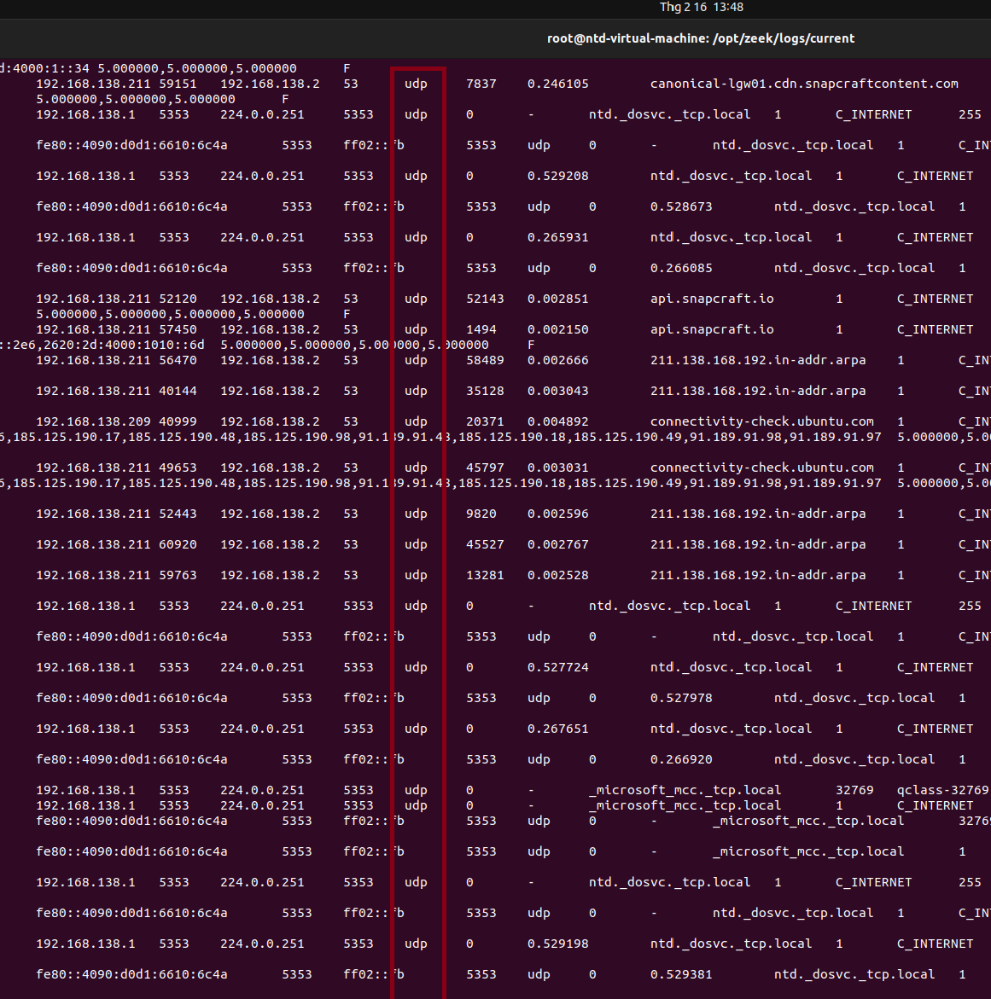 Thg 2 16 13:48
root@ntd-virtual-machine: /opt/zeek/logs/current
d:4000:1::34 5.000000,5.000000,5.000000 F
192.168.138.211 59151 192.168.138.2 53 udp 7837 0.246105 canonical-lgw01.cdn.snapcraftcontent.com
5.000000,5.000000,5.000000 F
192.168.138.1 5353 224.0.0.251 5353 udp 0 - ntd._dosvc._tcp.local 1 C_INTERNET 255
fe80::4090:d0d1:6610:6c4a 5353 ff02::fb 5353 udp 0 - ntd._dosvc._tcp.local 1 C_IN
192.168.138.1 5353 224.0.0.251 5353 udp 0 0.529208 ntd._dosvc._tcp.local 1 C_INTERNET
fe80::4090:d0d1:6610:6c4a 5353 ff02::fb 5353 udp 0 0.528673 ntd._dosvc._tcp.local 1
192.168.138.1 5353 224.0.0.251 5353 udp 0 0.265931 ntd._dosvc._tcp.local 1 C_INTERNET
fe80::4090:d0d1:6610:6c4a 5353 ff02::fb 5353 udp 0 0.266085 ntd._dosvc._tcp.local 1
192.168.138.211 52120 192.168.138.2 53 udp 52143 0.002851 api.snapcraft.io 1 C_INTERNET
5.000000,5.000000,5.000000,5.000000 F
192.168.138.211 57450 192.168.138.2 53 udp 1494 0.002150 api.snapcraft.io 1 C_INTERNET
::2e6,2620:2d:4000:1010::6d 5.000000,5.000000,5.000000,5.000000 F
192.168.138.211 56470 192.168.138.2 53 udp 58489 0.002666 211.138.168.192.in-addr.arpa 1 C_IN
192.168.138.211 40144 192.168.138.2 53 udp 35128 0.003043 211.138.168.192.in-addr.arpa 1 C_IN
192.168.138.209 40999 192.168.138.2 53 udp 20371 0.004892 connectivity-check.ubuntu.com 1 C_IN
6,185.125.190.17,185.125.190.48,185.125.190.98,91.189.91.48,185.125.190.18,185.125.190.49,91.189.91.98,91.189.91.97 5.000000,5.00
192.168.138.211 49653 192.168.138.2 53 udp 45797 0.003031 connectivity-check.ubuntu.com 1 C_IN
6,185.125.190.17,185.125.190.48,185.125.190.98,91.189.91.48,185.125.190.18,185.125.190.49,91.189.91.98,91.189.91.97 5.000000,5.00
192.168.138.211 52443 192.168.138.2 53 udp 9820 0.002596 211.138.168.192.in-addr.arpa 1 C_IN
192.168.138.211 60920 192.168.138.2 53 udp 45527 0.002767 211.138.168.192.in-addr.arpa 1 C_IN
192.168.138.211 59763 192.168.138.2 53 udp 13281 0.002528 211.138.168.192.in-addr.arpa 1 C_IN
192.168.138.1 5353 224.0.0.251 5353 udp 0 - ntd._dosvc._tcp.local 1 C_INTERNET 255
fe80::4090:d0d1:6610:6c4a 5353 ff02::fb 5353 udp 0 - ntd._dosvc._tcp.local 1 C_IN
192.168.138.1 5353 224.0.0.251 5353 udp 0 0.527724 ntd._dosvc._tcp.local 1 C_INTERNET
fe80::4090:d0d1:6610:6c4a 5353 ff02::fb 5353 udp 0 0.527978 ntd._dosvc._tcp.local 1
192.168.138.1 5353 224.0.0.251 5353 udp 0 0.267651 ntd._dosvc._tcp.local 1 C_INTERNET
fe80::4090:d0d1:6610:6c4a 5353 ff02::fb 5353 udp 0 0.266920 ntd._dosvc._tcp.local 1
192.168.138.1 5353 224.0.0.251 5353 udp 0 - _microsoft_mcc._tcp.local 32769 qclass-32769
192.168.138.1 5353 224.0.0.251 5353 udp 0 - _microsoft_mcc._tcp.local 1 C_INTERNET
fe80::4090:d0d1:6610:6c4a 5353 ff02::fb 5353 udp 0 - _microsoft_mcc._tcp.local 32769
fe80::4090:d0d1:6610:6c4a 5353 ff02::fb 5353 udp 0 - _microsoft_mcc._tcp.local 1
192.168.138.1 5353 224.0.0.251 5353 udp 0 - ntd._dosvc._tcp.local 1 C_INTERNET 255
fe80::4090:d0d1:6610:6c4a 5353 ff02::fb 5353 udp 0 - ntd._dosvc._tcp.local 1 C_IN
192.168.138.1 5353 224.0.0.251 5353 udp 0 0.529198 ntd._dosvc._tcp.local 1 C_INTERNET
fe80::4090:d0d1:6610:6c4a 5353 ff02::fb 5353 udp 0 0.529381 ntd._dosvc._tcp.local 1